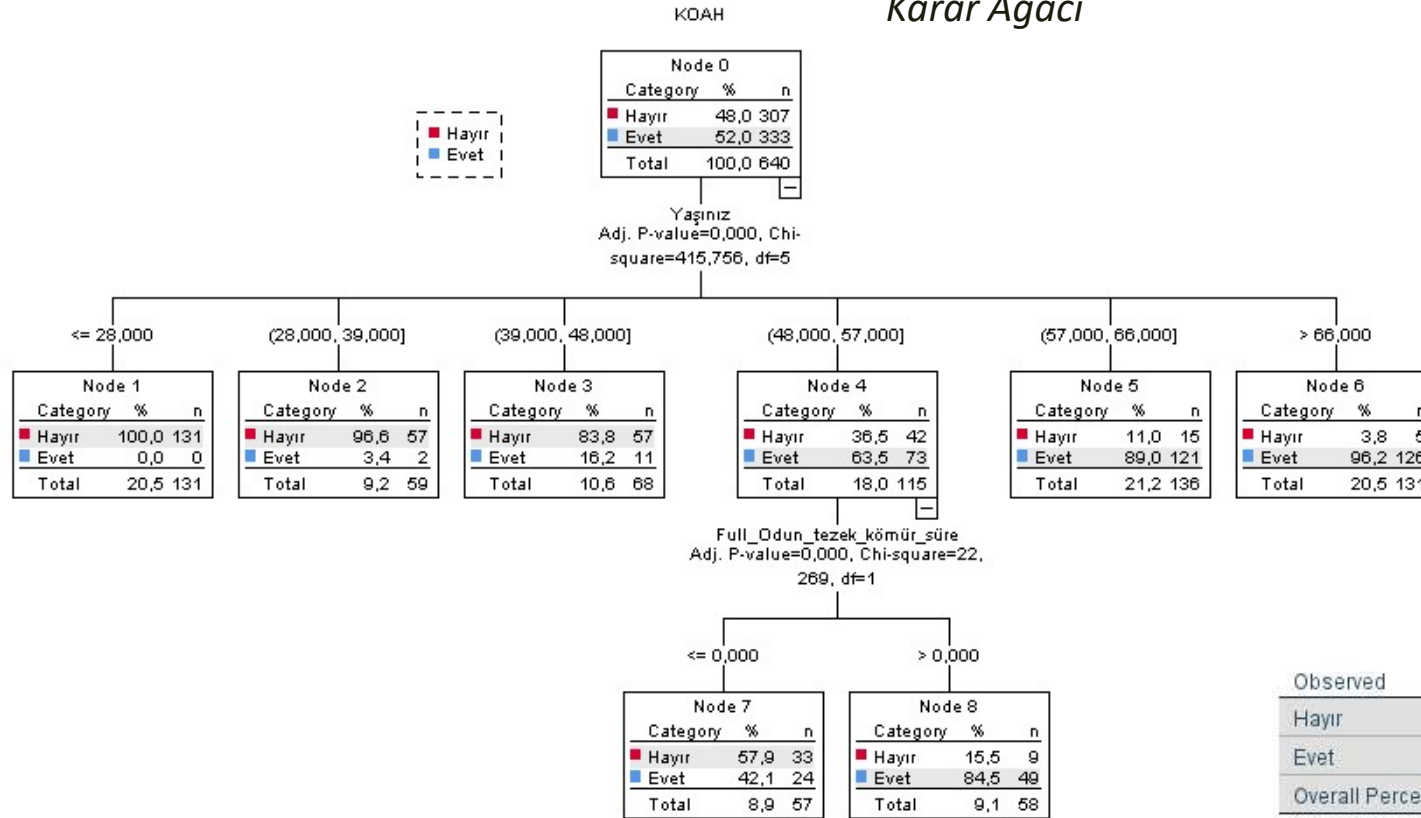 Karar Ağacı
KOAH
Node 0
Category % n
Hayır 48,0 307
Evet 52,0 333
Total 100,0 640
Hayır
Evet
Yaşınız
Adj. P-value=0,000, Chi-
square=415,756, df=5
<= 28,000
(28,000, 39,000]
(39,000, 48,000]
(48,000, 57,000]
(57,000, 66,000]
> 66,000
Node 1
Category % n
Hayır 100,0 131
Evet 0,0 0
Total 20,5 131
Node 2
Category % n
Hayır 96,6 57
Evet 3,4 2
Total 9,2 59
Node 3
Category % n
Hayır 83,8 57
Evet 16,2 11
Total 10,6 68
Node 4
Category % n
Hayır 36,5 42
Evet 63,5 73
Total 18,0 115
Node 5
Category % n
Hayır 11,0 15
Evet 89,0 121
Total 21,2 136
Node 6
Category % n
Hayır 3,8 5
Evet 96,2 126
Total 20,5 131
Full_Odun_tezek_kömür_süre
Adj. P-value=0,000, Chi-square=22,
269, df=1
<= 0,000
> 0,000
Node 7
Category % n
Hayır 57,9 33
Evet 42,1 24
Total 8,9 57
Node 8
Category % n
Hayır 15,5 9
Evet 84,5 49
Total 9,1 58
Observed
Hayır
Evet
Overall